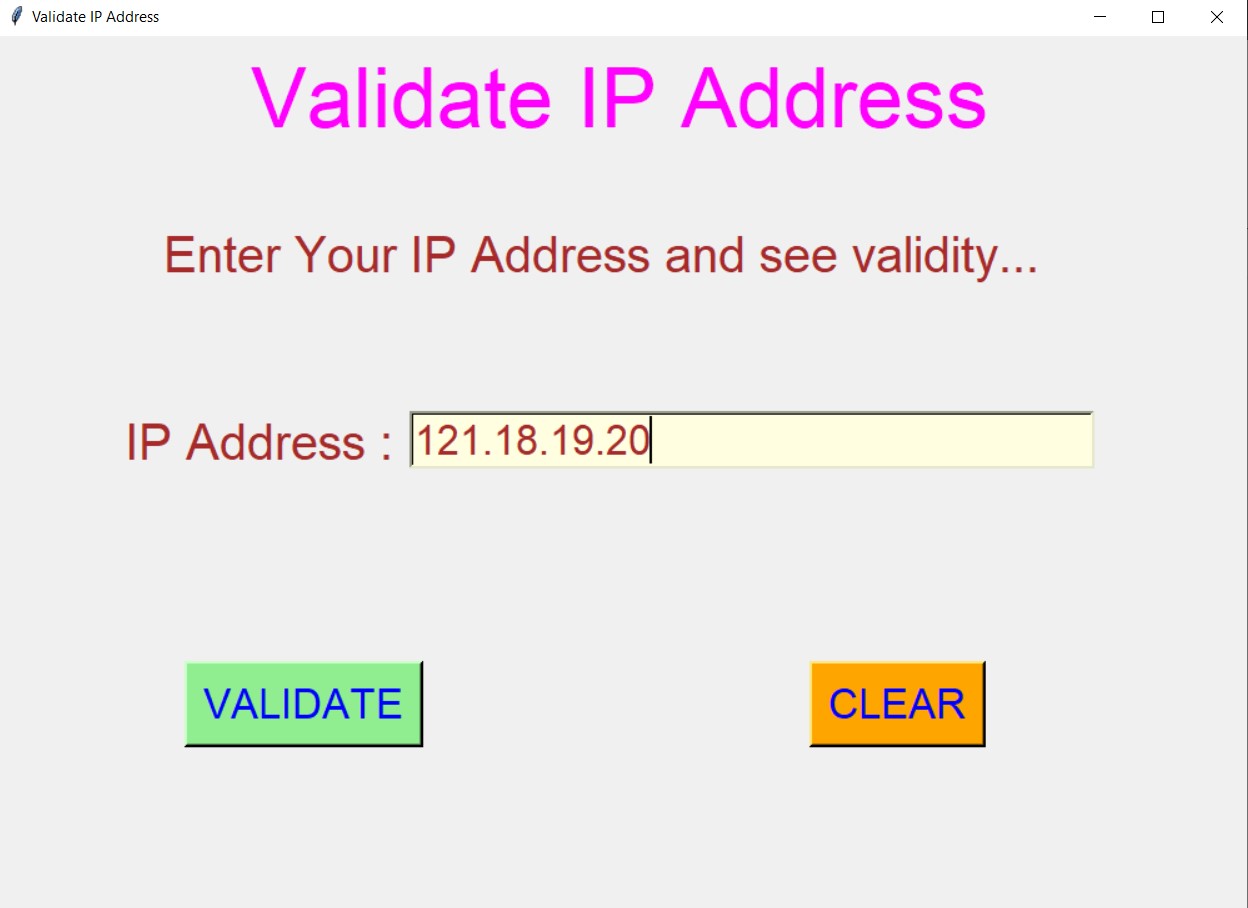 Validate IP Address
Validate IP Address
Enter Your IP Address and see validity...
IP Address : 121.18.19.20
VALIDATE CLEAR